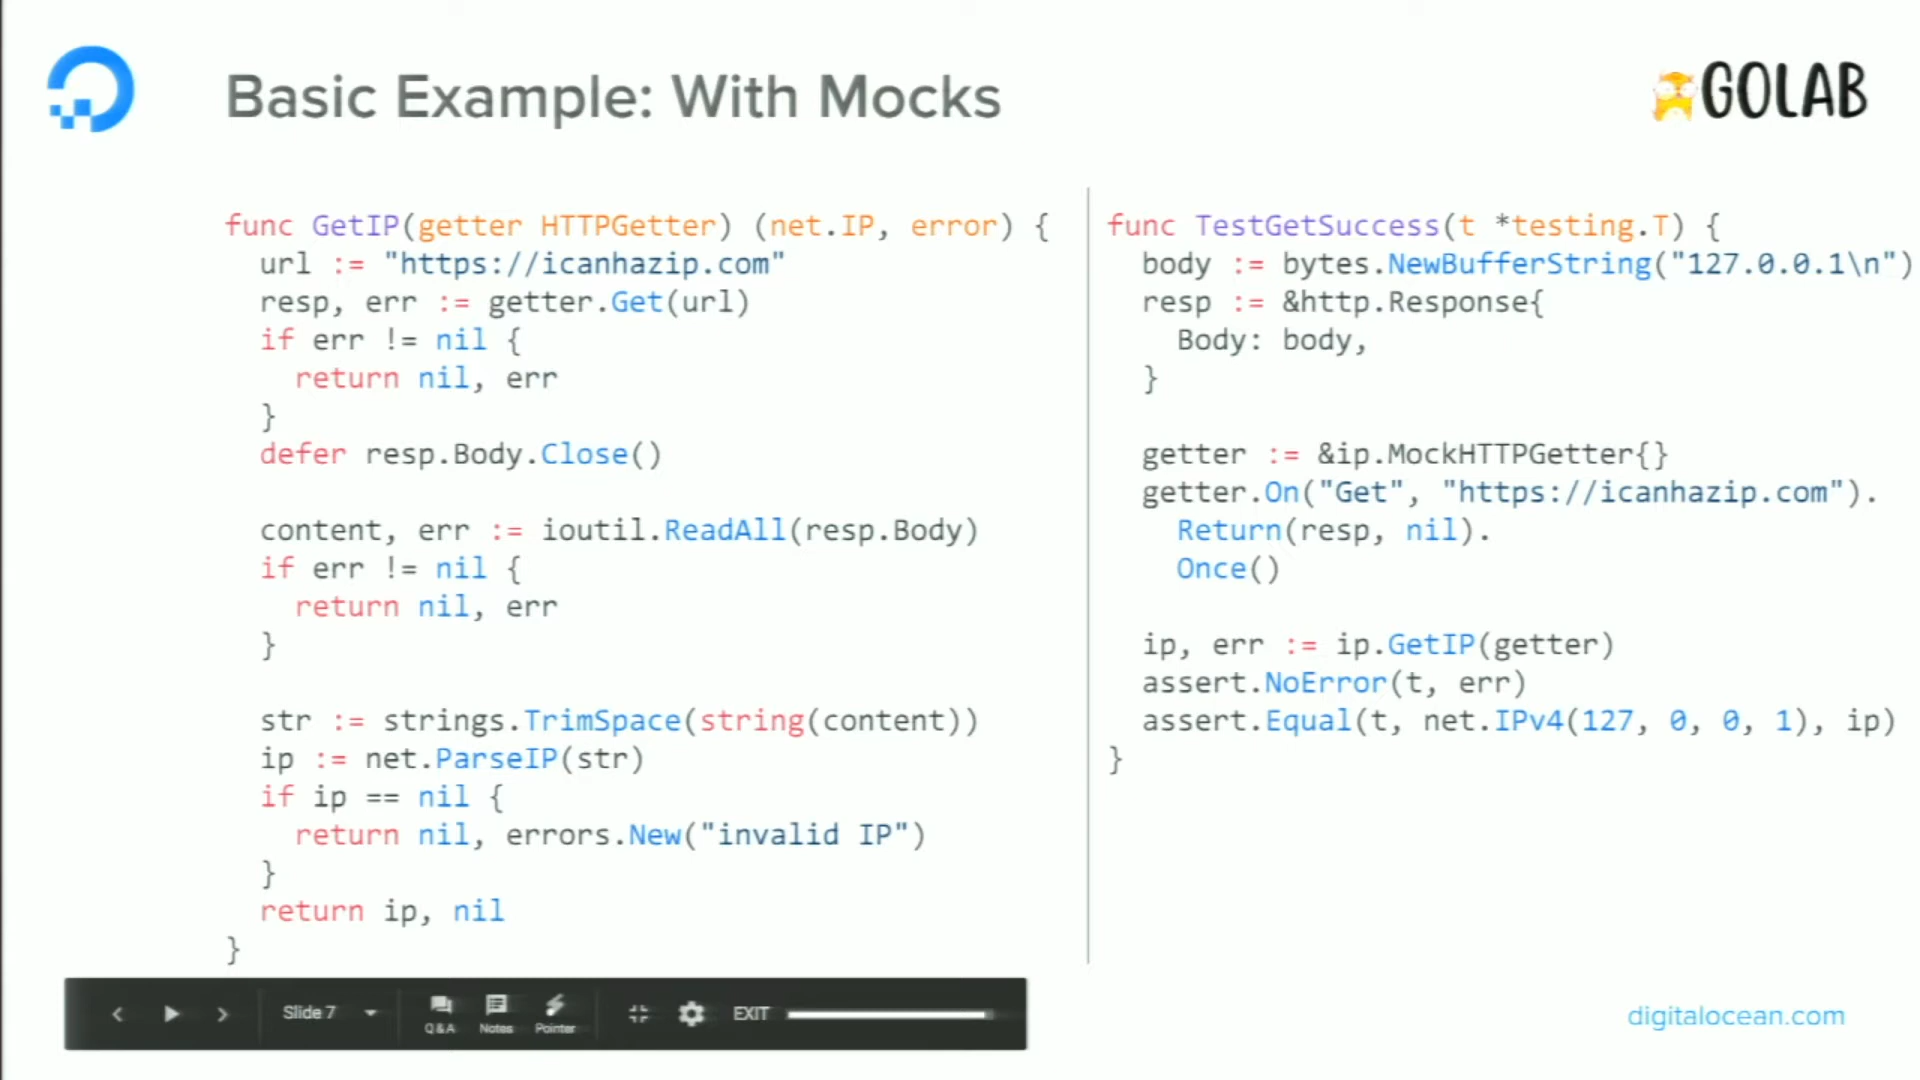 Basic Example: With Mocks
GOLAB
func GetIP(getter HTTPGetter) (net.IP, error) {
  url := "https://icanhazip.com"
  resp, err := getter.Get(url)
  if err != nil {
    return nil, err
  }
  defer resp.Body.Close()
  content, err := ioutil.ReadAll(resp.Body)
  if err != nil {
    return nil, err
  }
  str := strings.TrimSpace(string(content))
  ip := net.ParseIP(str)
  if ip == nil {
    return nil, errors.New("invalid IP")
  }
  return ip, nil
}
func TestGetSuccess(t *testing.T) {
  body := bytes.NewBufferString("127.0.0.1\n")
  resp := &http.Response{
    Body: body,
  }
  getter := &ip.MockHTTPGetter{}
  getter.On("Get", "https://icanhazip.com").
    Return(resp, nil).
    Once()
  ip, err := ip.GetIP(getter)
  assert.NoError(t, err)
  assert.Equal(t, net.IPv4(127, 0, 0, 1), ip)
}
Slide 7
Q&A
Notes
Pointer
EXIT
digitalocean.com